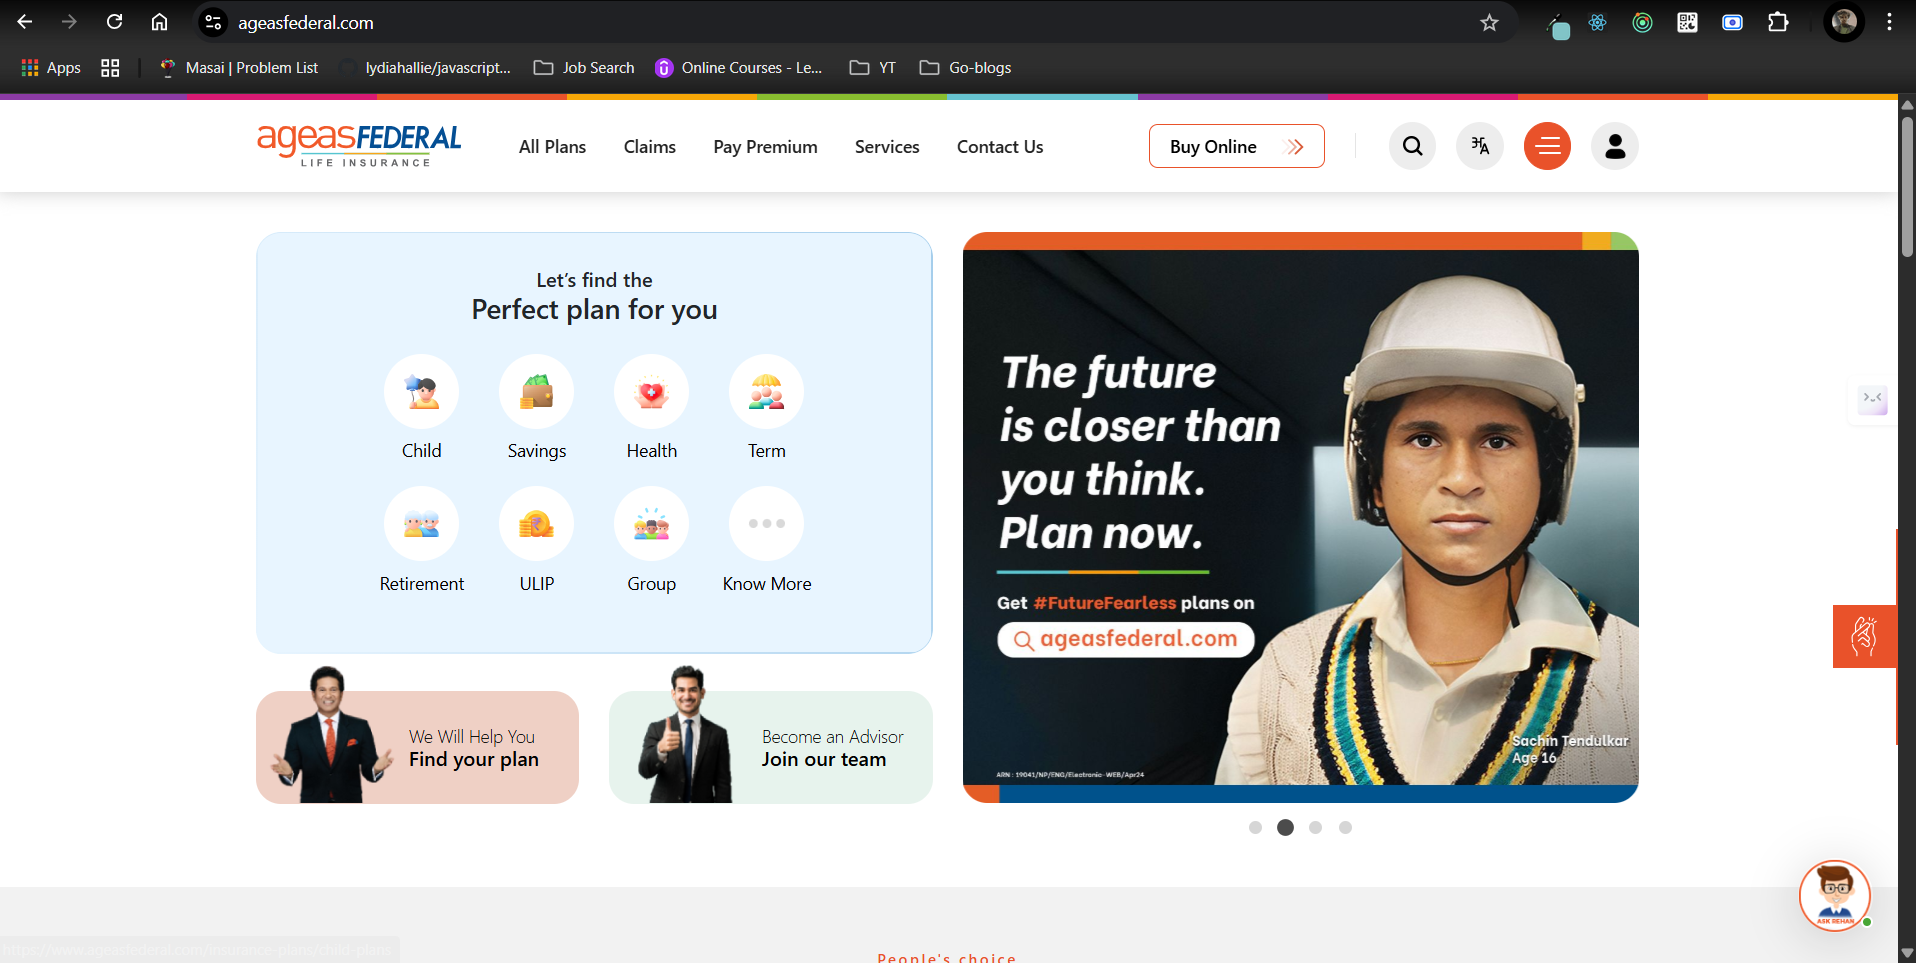 ageasfederal.com
Apps
Masai | Problem List
lydiahallie/javascript...
Job Search
Online Courses - Le...
YT
Go-blogs
ageasFEDERAL
LIFE INSURANCE
All Plans
Claims
Pay Premium
Services
Contact Us
Buy Online
अ
A
Let's find the
Perfect plan for you
Child
Savings
Health
Term
Retirement
ULIP
Group
Know More
We Will Help You
Find your plan
Become an Advisor
Join our team
The future
is closer than
you think.
Plan now.
Get #FutureFearless plans on
ageasfederal.com
Sachin Tendulkar
Age 16
ARN : 19041/NP/ENG/Electronic-WEB/Apr24
ASK REHAN
https://www.ageasfederal.com/insurance-plans/child-plans
People's choice